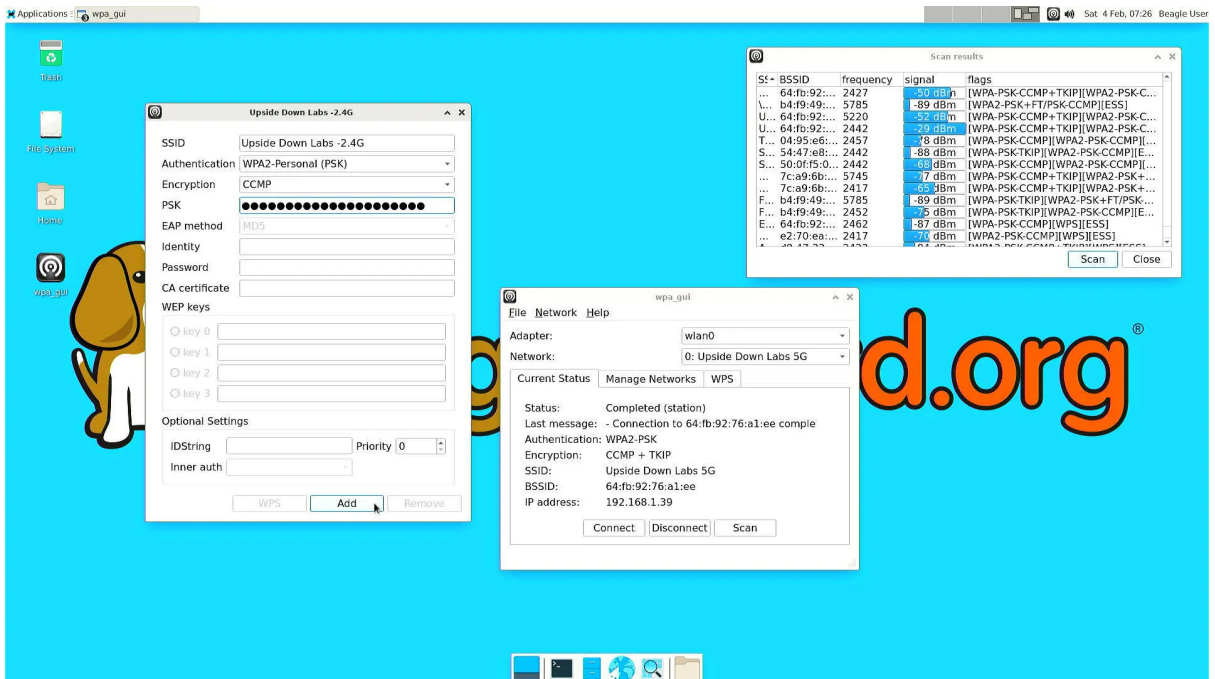 Applications
wpa_gui
Sat 4 Feb, 07:26 Beagle User
Trash
File System
Home
wpa_gui
Upside Down Labs -2.4G
SSID Upside Down Labs -2.4G
Authentication WPA2-Personal (PSK)
Encryption CCMP
PSK ●●●●●●●●●●●●●●●●●●●●●
EAP method MD5
Identity
Password
CA certificate
WEP keys
key 0
key 1
key 2
key 3
Optional Settings
IDString Priority 0
Inner auth
WPS Add Remove
Scan results
SS BSSID frequency signal flags
... 64:fb:92:... 2427 -50 dBm [WPA-PSK-CCMP+TKIP][WPA2-PSK-C...
\... b4:f9:49:... 5785 -89 dBm [WPA2-PSK+FT/PSK-CCMP][ESS]
U... 64:fb:92:... 5220 -52 dBm [WPA-PSK-CCMP+TKIP][WPA2-PSK-C...
U... 64:fb:92:... 2442 -29 dBm [WPA-PSK-CCMP+TKIP][WPA2-PSK-C...
T... 04:95:e6:... 2457 -78 dBm [WPA-PSK-CCMP][WPA2-PSK-CCMP][...
S... 54:47:e8:... 2442 -88 dBm [WPA-PSK-TKIP][WPA2-PSK-CCMP][E...
S... 50:0f:f5:0... 2442 -68 dBm [WPA-PSK-CCMP][WPA2-PSK-CCMP][...
... 7c:a9:6b:... 5745 -77 dBm [WPA-PSK-CCMP+TKIP][WPA2-PSK+...
... 7c:a9:6b:... 2417 -65 dBm [WPA-PSK-CCMP+TKIP][WPA2-PSK+...
F... b4:f9:49:... 5785 -89 dBm [WPA-PSK-TKIP][WPA2-PSK+FT/PSK-...
F... b4:f9:49:... 2452 -75 dBm [WPA-PSK-TKIP][WPA2-PSK-CCMP][E...
E... 64:fb:92:... 2462 -87 dBm [WPA-PSK-CCMP][WPS][ESS]
... e2:70:ea:... 2417 -70 dBm [WPA2-PSK-CCMP][WPS][ESS]
Scan Close
wpa_gui
File Network Help
Adapter: wlan0
Network: 0: Upside Down Labs 5G
Current Status Manage Networks WPS
Status: Completed (station)
Last message: - Connection to 64:fb:92:76:a1:ee comple
Authentication: WPA2-PSK
Encryption: CCMP + TKIP
SSID: Upside Down Labs 5G
BSSID: 64:fb:92:76:a1:ee
IP address: 192.168.1.39
Connect Disconnect Scan
d.org®